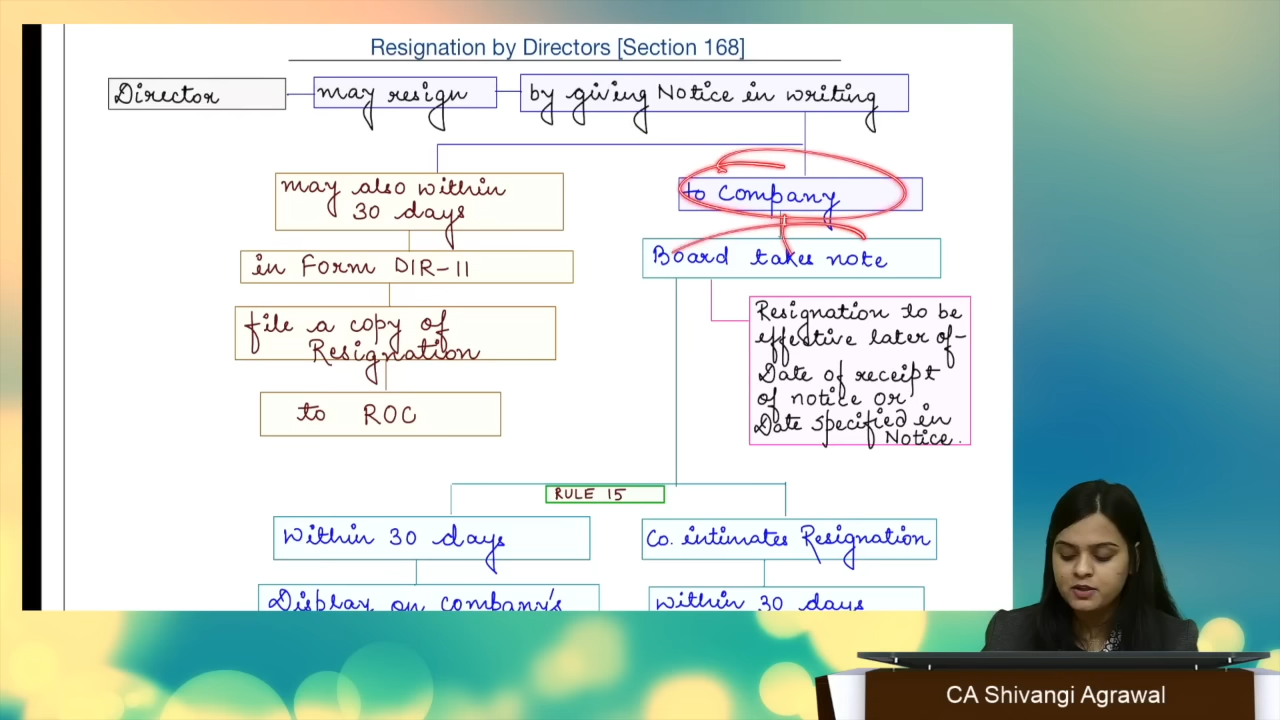 Resignation by Directors [Section 168]
Director
may resign
by giving Notice in writing
may also within
30 days
in Form DIR-11
file a copy of
Resignation
to ROC
to company
Board takes note
Resignation to be
effective later of-
Date of receipt
of notice or
Date specified in
Notice.
RULE 15
Within 30 days
Display on company's
Co. intimates Resignation
within 30 days
CA Shivangi Agrawal